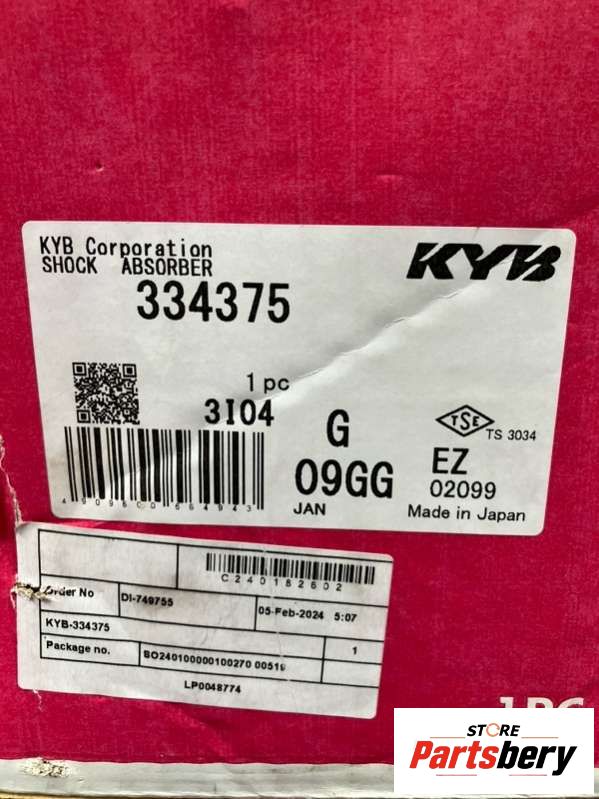 KYB Corporation
SHOCK ABSORBER
KYB
334375
1 pc
3I04
G
TSE
TS 3034
09GG
EZ
02099
JAN
Made in Japan
4909500664943
C240182602
Order No
DI-749755
05-Feb-2024 5:07
KYB-334375
1
Package no.
SO240100000100270 00519
LP0048774
STORE
Partsbery